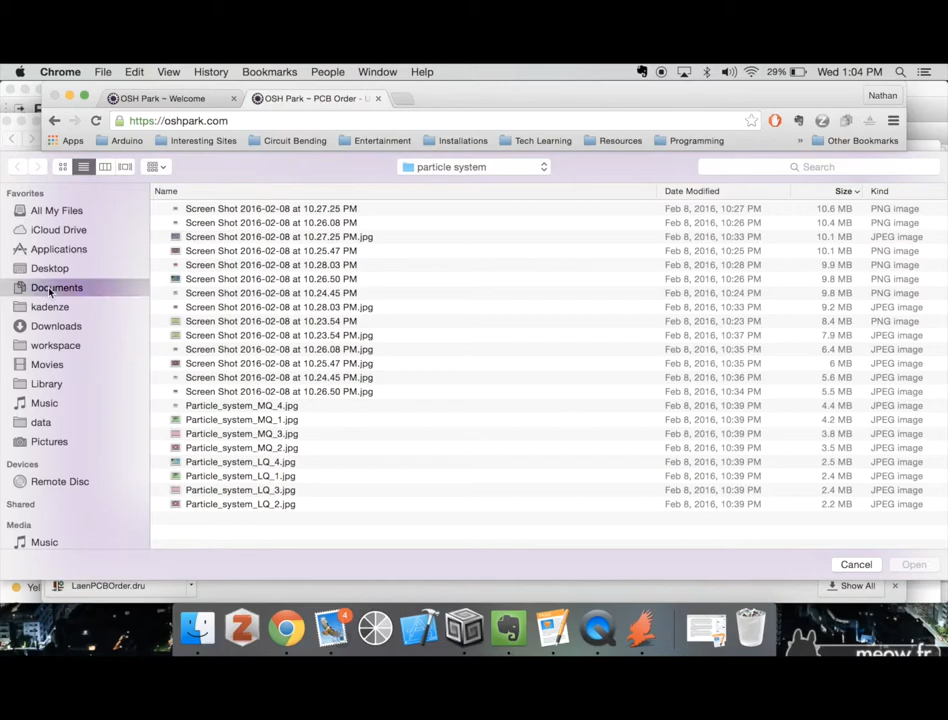 Chrome File Edit View History Bookmarks People Window Help 29% Wed 1:04 PM
OSH Park ~ Welcome × OSH Park ~ PCB Order - × Nathan
https://oshpark.com
Apps Arduino Interesting Sites Circuit Bending Entertainment Installations Tech Learning Resources Programming » Other Bookmarks
particle system Search
Favorites
All My Files
iCloud Drive
Applications
Desktop
Documents
kadenze
Downloads
workspace
Movies
Library
Music
data
Pictures
Devices
Remote Disc
Shared
Media
Music
Name Date Modified Size Kind
Screen Shot 2016-02-08 at 10.27.25 PM Feb 8, 2016, 10:27 PM 10.6 MB PNG image
Screen Shot 2016-02-08 at 10.26.08 PM Feb 8, 2016, 10:26 PM 10.4 MB PNG image
Screen Shot 2016-02-08 at 10.27.25 PM.jpg Feb 8, 2016, 10:33 PM 10.1 MB JPEG image
Screen Shot 2016-02-08 at 10.25.47 PM Feb 8, 2016, 10:25 PM 10.1 MB PNG image
Screen Shot 2016-02-08 at 10.28.03 PM Feb 8, 2016, 10:28 PM 9.9 MB PNG image
Screen Shot 2016-02-08 at 10.26.50 PM Feb 8, 2016, 10:26 PM 9.8 MB PNG image
Screen Shot 2016-02-08 at 10.24.45 PM Feb 8, 2016, 10:24 PM 9.8 MB PNG image
Screen Shot 2016-02-08 at 10.28.03 PM.jpg Feb 8, 2016, 10:33 PM 9.2 MB JPEG image
Screen Shot 2016-02-08 at 10.23.54 PM Feb 8, 2016, 10:23 PM 8.4 MB PNG image
Screen Shot 2016-02-08 at 10.23.54 PM.jpg Feb 8, 2016, 10:37 PM 7.9 MB JPEG image
Screen Shot 2016-02-08 at 10.26.08 PM.jpg Feb 8, 2016, 10:35 PM 6.4 MB JPEG image
Screen Shot 2016-02-08 at 10.25.47 PM.jpg Feb 8, 2016, 10:35 PM 6 MB JPEG image
Screen Shot 2016-02-08 at 10.24.45 PM.jpg Feb 8, 2016, 10:36 PM 5.6 MB JPEG image
Screen Shot 2016-02-08 at 10.26.50 PM.jpg Feb 8, 2016, 10:34 PM 5.5 MB JPEG image
Particle_system_MQ_4.jpg Feb 8, 2016, 10:39 PM 4.4 MB JPEG image
Particle_system_MQ_1.jpg Feb 8, 2016, 10:39 PM 4.2 MB JPEG image
Particle_system_MQ_3.jpg Feb 8, 2016, 10:39 PM 3.8 MB JPEG image
Particle_system_MQ_2.jpg Feb 8, 2016, 10:39 PM 3.5 MB JPEG image
Particle_system_LQ_4.jpg Feb 8, 2016, 10:39 PM 2.5 MB JPEG image
Particle_system_LQ_1.jpg Feb 8, 2016, 10:39 PM 2.4 MB JPEG image
Particle_system_LQ_3.jpg Feb 8, 2016, 10:39 PM 2.4 MB JPEG image
Particle_system_LQ_2.jpg Feb 8, 2016, 10:39 PM 2.2 MB JPEG image
Cancel Open
Yel LaenPCBOrder.dru Show All ×
4
meow.fr